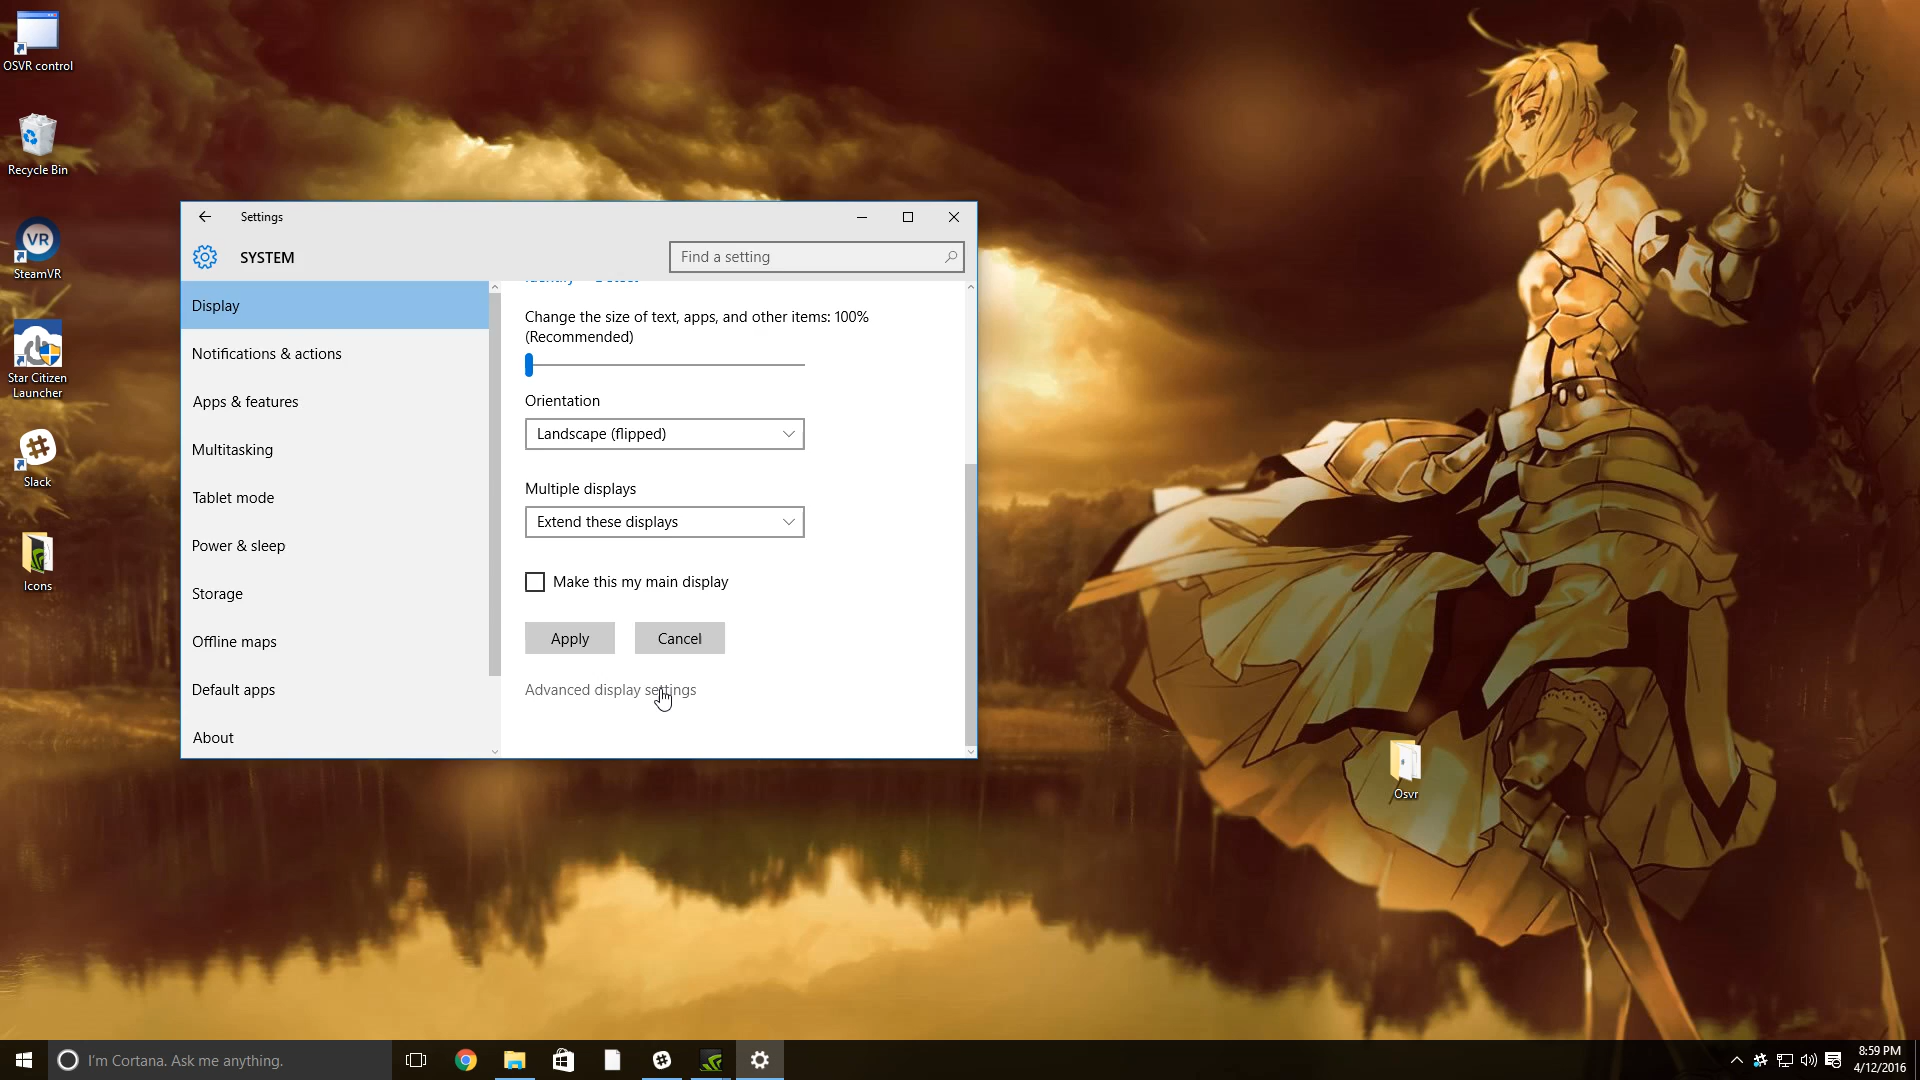 OSVR control
Recycle Bin
VR
SteamVR
Star Citizen
Launcher
Slack
Icons
Settings
SYSTEM
Find a setting
Display
Notifications & actions
Apps & features
Multitasking
Tablet mode
Power & sleep
Storage
Offline maps
Default apps
About
Change the size of text, apps, and other items: 100%
(Recommended)
Orientation
Landscape (flipped)
Multiple displays
Extend these displays
Make this my main display
Apply Cancel
Advanced display settings
Osvr
I'm Cortana. Ask me anything.
8:59 PM
4/12/2016